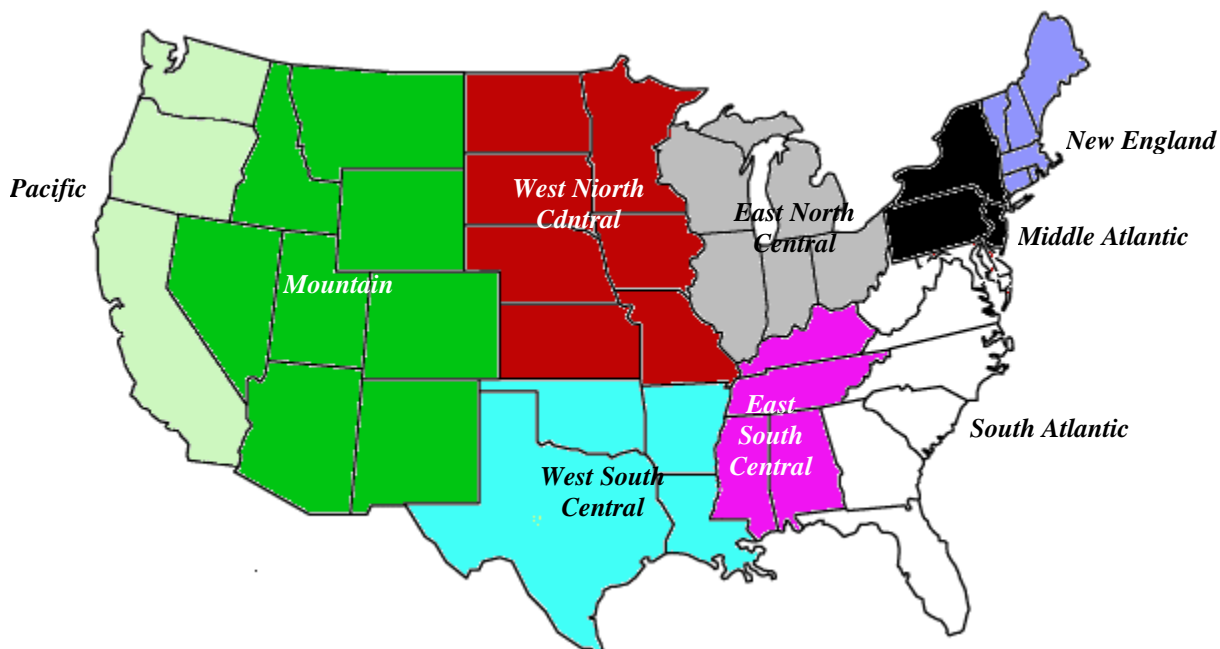 New England
Pacific
West Niorth
Cdntral
East North
Central
Middle Atlantic
Mountain
East
South
Central
South Atlantic
West South
Central